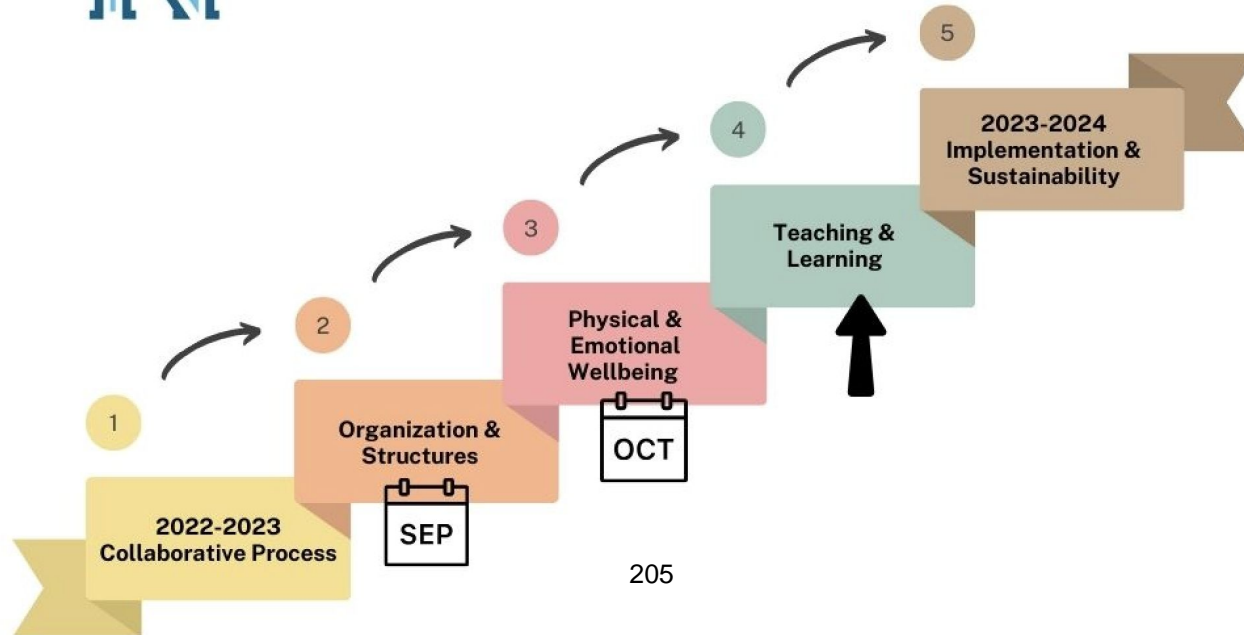 1
2022-2023
Collaborative Process
2
Organization &
Structures
SEP
3
Physical &
Emotional
Wellbeing
OCT
4
Teaching &
Learning
5
2023-2024
Implementation &
Sustainability
205